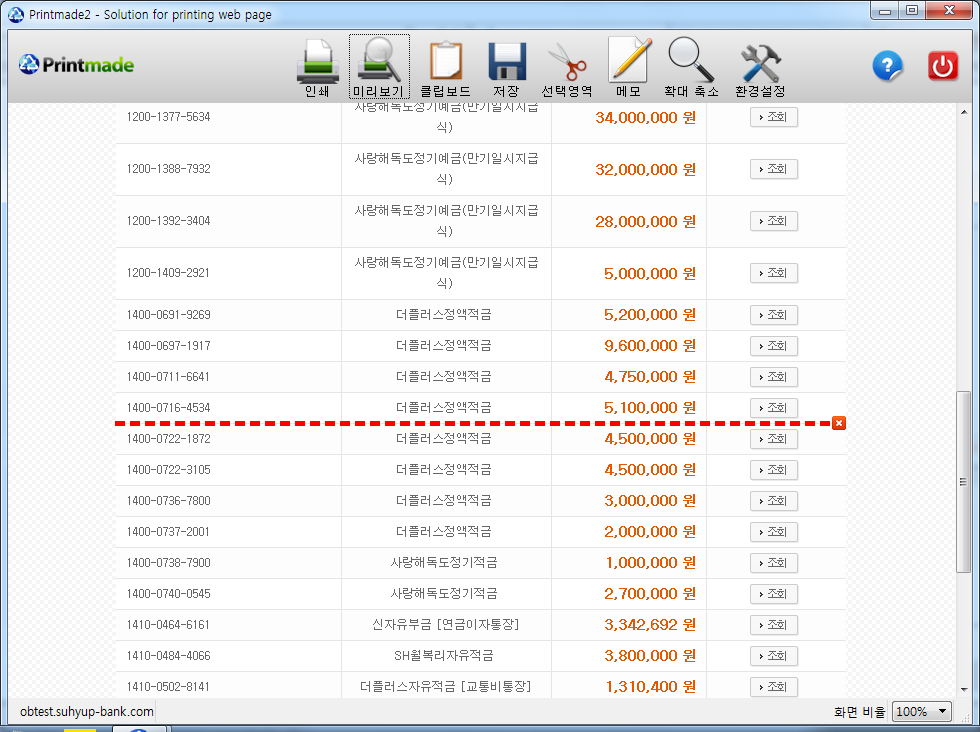 Printmade2 - Solution for printing web page
Printmade
인쇄 미리보기 클립보드 저장 선택영역 메모 확대 축소 환경설정
1200-1377-5634 사랑해독도정기예금(만기일시지급
식) 34,000,000 원 조회
1200-1388-7932 사랑해독도정기예금(만기일시지급
식) 32,000,000 원 조회
1200-1392-3404 사랑해독도정기예금(만기일시지급
식) 28,000,000 원 조회
1200-1409-2921 사랑해독도정기예금(만기일시지급
식) 5,000,000 원 조회
1400-0691-9269 더플러스정액적금 5,200,000 원 조회
1400-0697-1917 더플러스정액적금 9,600,000 원 조회
1400-0711-6641 더플러스정액적금 4,750,000 원 조회
1400-0716-4534 더플러스정액적금 5,100,000 원 조회
1400-0722-1872 더플러스정액적금 4,500,000 원 조회
1400-0722-3105 더플러스정액적금 4,500,000 원 조회
1400-0736-7800 더플러스정액적금 3,000,000 원 조회
1400-0737-2001 더플러스정액적금 2,000,000 원 조회
1400-0738-7900 사랑해독도정기적금 1,000,000 원 조회
1400-0740-0545 사랑해독도정기적금 2,700,000 원 조회
1410-0464-6161 신자유부금 [연금이자통장] 3,342,692 원 조회
1410-0484-4066 SH월복리자유적금 3,800,000 원 조회
1410-0502-8141 더플러스자유적금 [교통비통장] 1,310,400 원 조회
obtest.suhyup-bank.com 화면 비율 100%